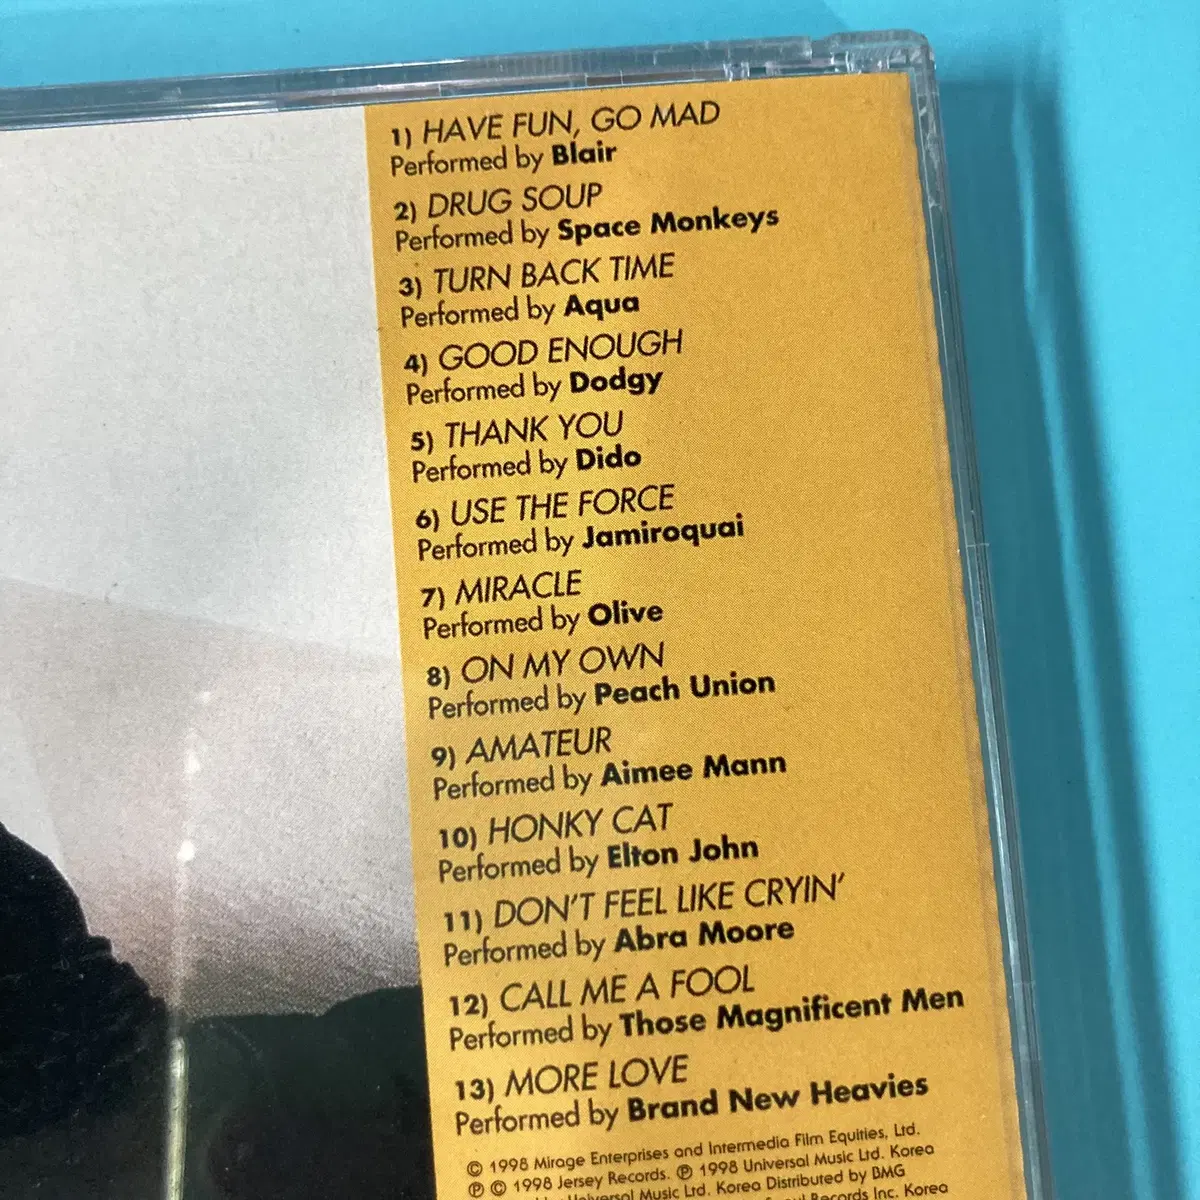 1) HAVE FUN, GO MAD
Performed by Blair
2) DRUG SOUP
Performed by Space Monkeys
3) TURN BACK TIME
Performed by Aqua
4) GOOD ENOUGH
Performed by Dodgy
5) THANK YOU
Performed by Dido
6) USE THE FORCE
Performed by Jamiroquai
7) MIRACLE
Performed by Olive
8) ON MY OWN
Performed by Peach Union
9) AMATEUR
Performed by Aimee Mann
10) HONKY CAT
Performed by Elton John
11) DON'T FEEL LIKE CRYIN'
Performed by Abra Moore
12) CALL ME A FOOL
Performed by Those Magnificent Men
13) MORE LOVE
Performed by Brand New Heavies
© 1998 Mirage Enterprises and Intermedia Film Equities, Ltd.
℗ © 1998 Jersey Records. ℗ 1998 Universal Music Ltd. Korea
Universal Music Ltd. Korea Distributed by BMG
Records Inc. Korea